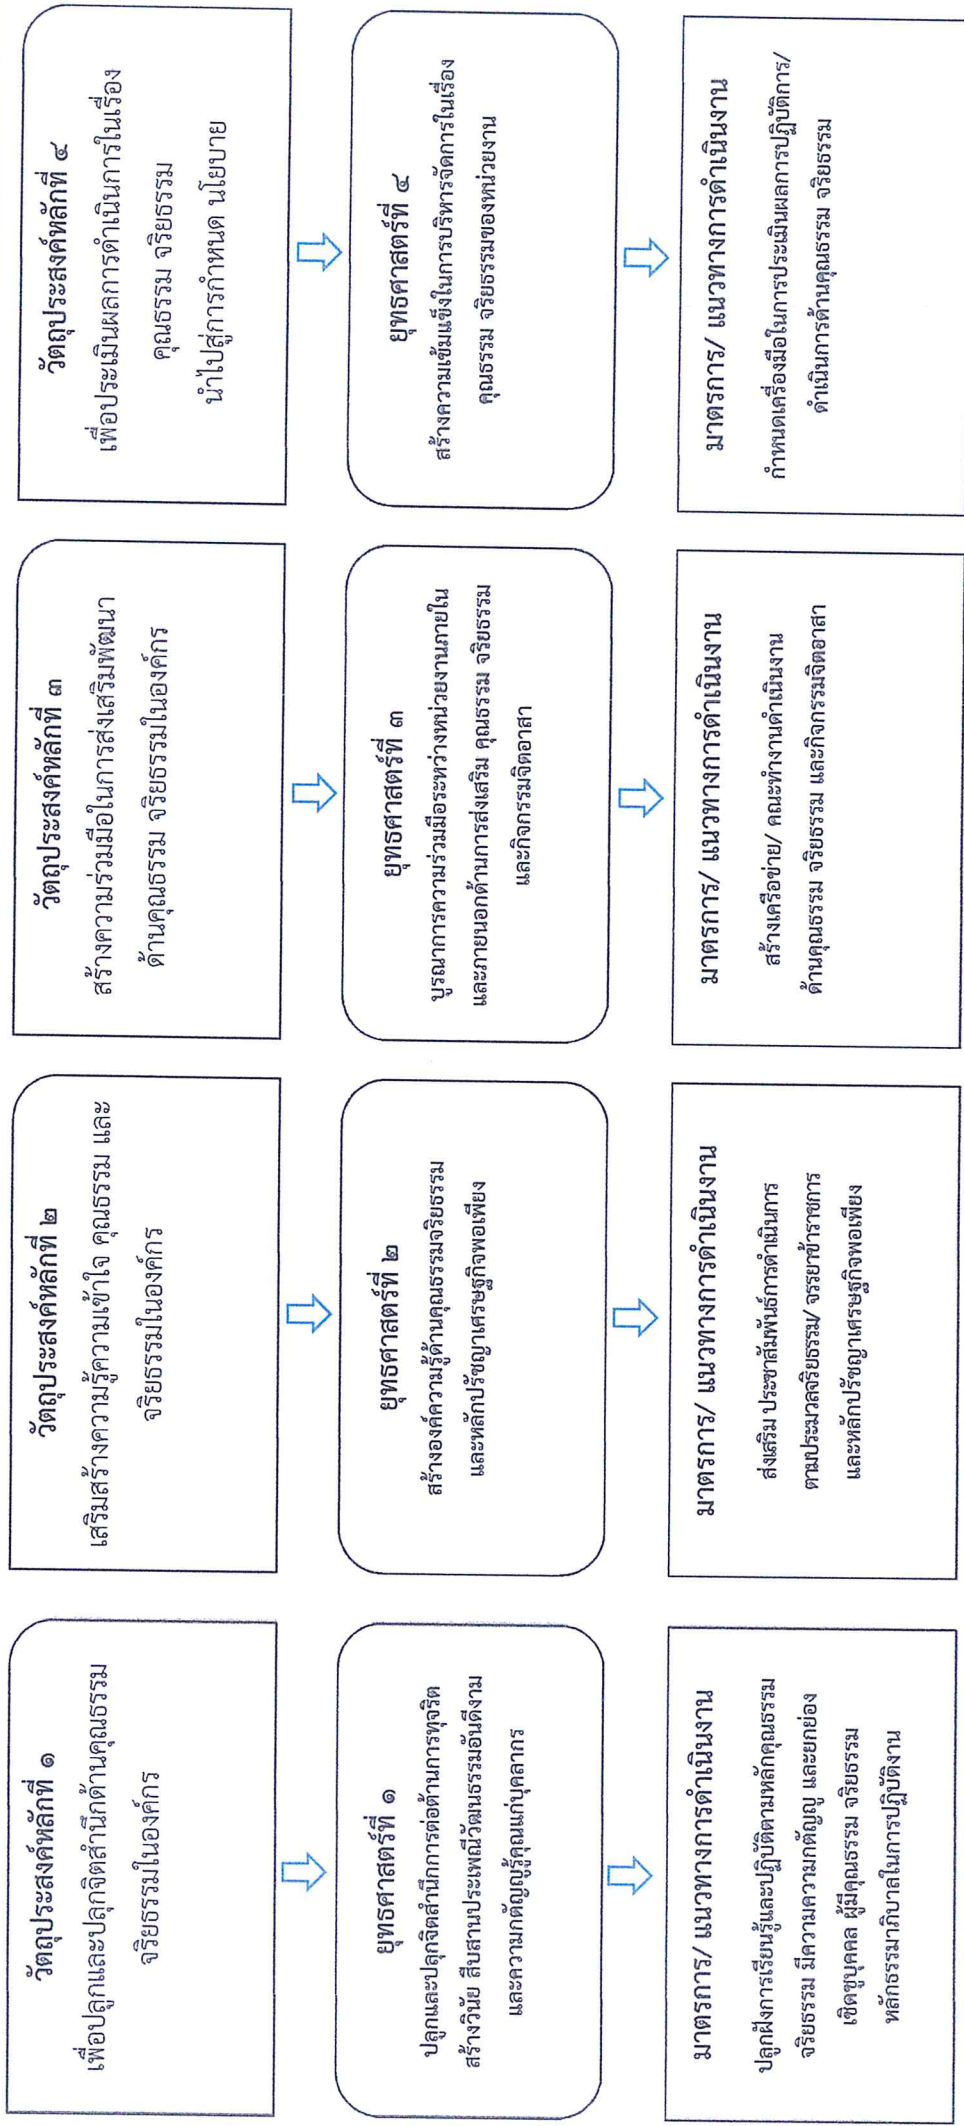 วัตถุประสงค์หลักที่ ๑
เพื่อปลูกและปลุกจิตสำนึกด้านคุณธรรม
จริยธรรมในองค์กร
ยุทธศาสตร์ที่ ๑
ปลูกและปลุกจิตสำนึกการต่อต้านการทุจริต
สร้างวินัย สืบสานประเพณีวัฒนธรรมอันดีงาม
และความกตัญญูรู้คุณแก่บุคลากร
มาตรการ/ แนวทางการดำเนินงาน
ปลูกฝังการเรียนรู้และปฏิบัติตามหลักคุณธรรม
จริยธรรม มีความความกตัญญู และยกย่อง
เชิดชูบุคคล ผู้มีคุณธรรม จริยธรรม
หลักธรรมาภิบาลในการปฏิบัติงาน
วัตถุประสงค์หลักที่ ๒
เสริมสร้างความรู้ความเข้าใจ คุณธรรม และ
จริยธรรมในองค์กร
ยุทธศาสตร์ที่ ๒
สร้างองค์ความรู้ด้านคุณธรรมจริยธรรม
และหลักปรัชญาเศรษฐกิจพอเพียง
มาตรการ/ แนวทางการดำเนินงาน
ส่งเสริม ประชาสัมพันธ์การดำเนินการ
ตามประมวลจริยธรรม/ จรรยาข้าราชการ
และหลักปรัชญาเศรษฐกิจพอเพียง
วัตถุประสงค์หลักที่ ๓
สร้างความร่วมมือในการส่งเสริมพัฒนา
ด้านคุณธรรม จริยธรรมในองค์กร
ยุทธศาสตร์ที่ ๓
บูรณาการความร่วมมือระหว่างหน่วยงานภายใน
และภายนอกด้านการส่งเสริม คุณธรรม จริยธรรม
และกิจกรรมจิตอาสา
มาตรการ/ แนวทางการดำเนินงาน
สร้างเครือข่าย/ คณะทำงานดำเนินงาน
ด้านคุณธรรม จริยธรรม และกิจกรรมจิตอาสา
วัตถุประสงค์หลักที่ ๔
เพื่อประเมินผลการดำเนินการในเรื่อง
คุณธรรม จริยธรรม
นำไปสู่การกำหนด นโยบาย
ยุทธศาสตร์ที่ ๔
สร้างความเข้มแข็งในการบริหารจัดการในเรื่อง
คุณธรรม จริยธรรมของหน่วยงาน
มาตรการ/ แนวทางการดำเนินงาน
กำหนดเครื่องมือในการประเมินผลการปฏิบัติการ/
ดำเนินการด้านคุณธรรม จริยธรรม